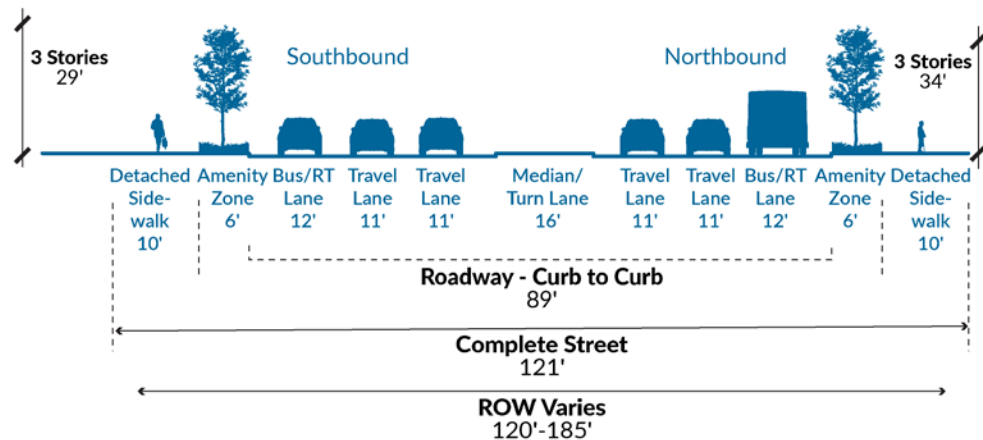 Southbound
Northbound
3 Stories
29'
3 Stories
34'
Detached
Side-
walk
10'
Amenity
Zone
6'
Bus/RT
Lane
12'
Travel
Lane
11'
Travel
Lane
11'
Median/
Turn Lane
16'
Travel
Lane
11'
Travel
Lane
11'
Bus/RT
Lane
12'
Amenity
Zone
6'
Detached
Side-
walk
10'
Roadway - Curb to Curb
89'
Complete Street
121'
ROW Varies
120'-185'